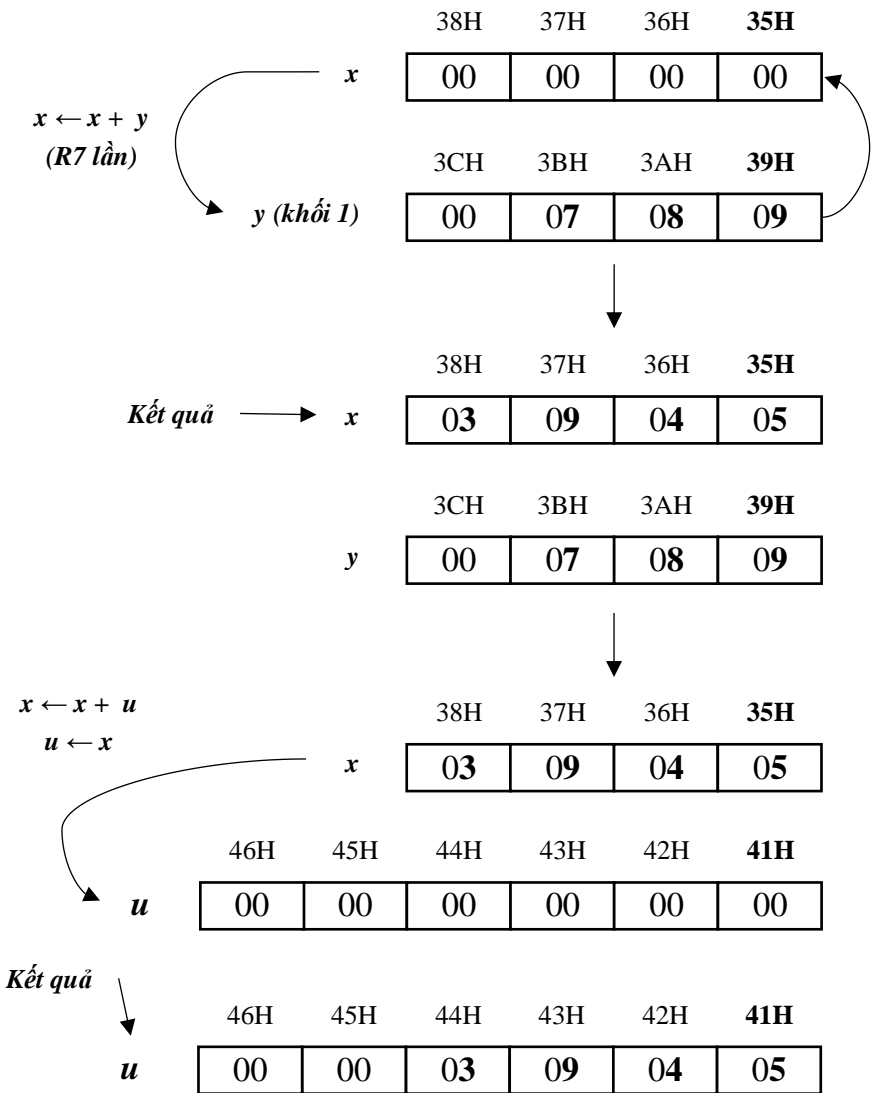 38H 37H 36H 35H
x 00 00 00 00
x ← x + y
(R7 lần)
3CH 3BH 3AH 39H
y (khối 1) 00 07 08 09
38H 37H 36H 35H
Kết quả x 03 09 04 05
3CH 3BH 3AH 39H
y 00 07 08 09
x ← x + u
38H 37H 36H 35H
u ← x
x 03 09 04 05
46H 45H 44H 43H 42H 41H
u 00 00 00 00 00 00
Kết quả
46H 45H 44H 43H 42H 41H
u 00 00 03 09 04 05